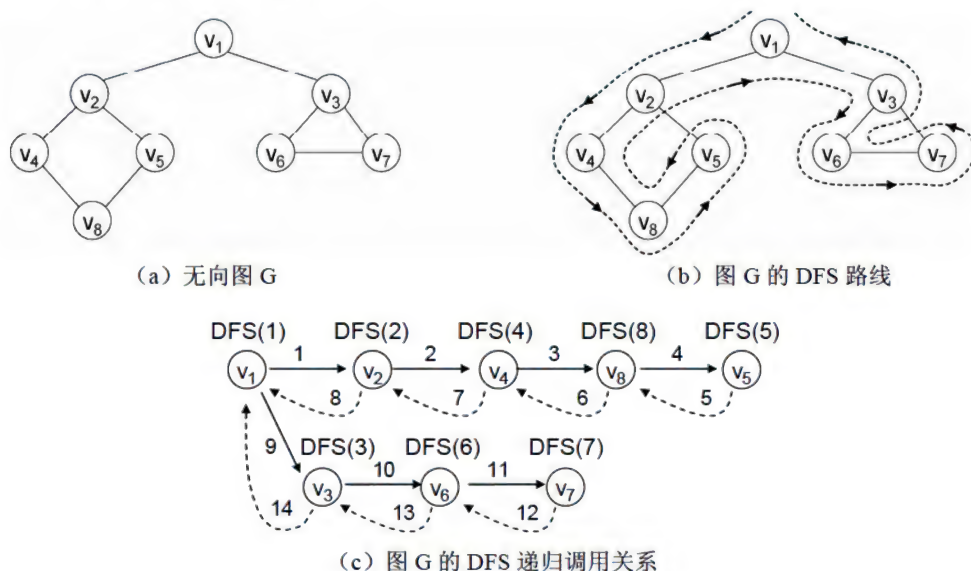 v1
v2
v3
v4
v5
v6
v7
v8
(a)无向图 G
v1
v2
v3
v4
v5
v6
v7
v8
(b)图 G 的 DFS 路线
DFS(1) DFS(2) DFS(4) DFS(8) DFS(5)
1 2 3 4
v1 v2 v4 v8 v5
8 7 6 5
9 DFS(3) DFS(6) DFS(7)
10 11
v3 v6 v7
14 13 12
(c)图 G 的 DFS 递归调用关系